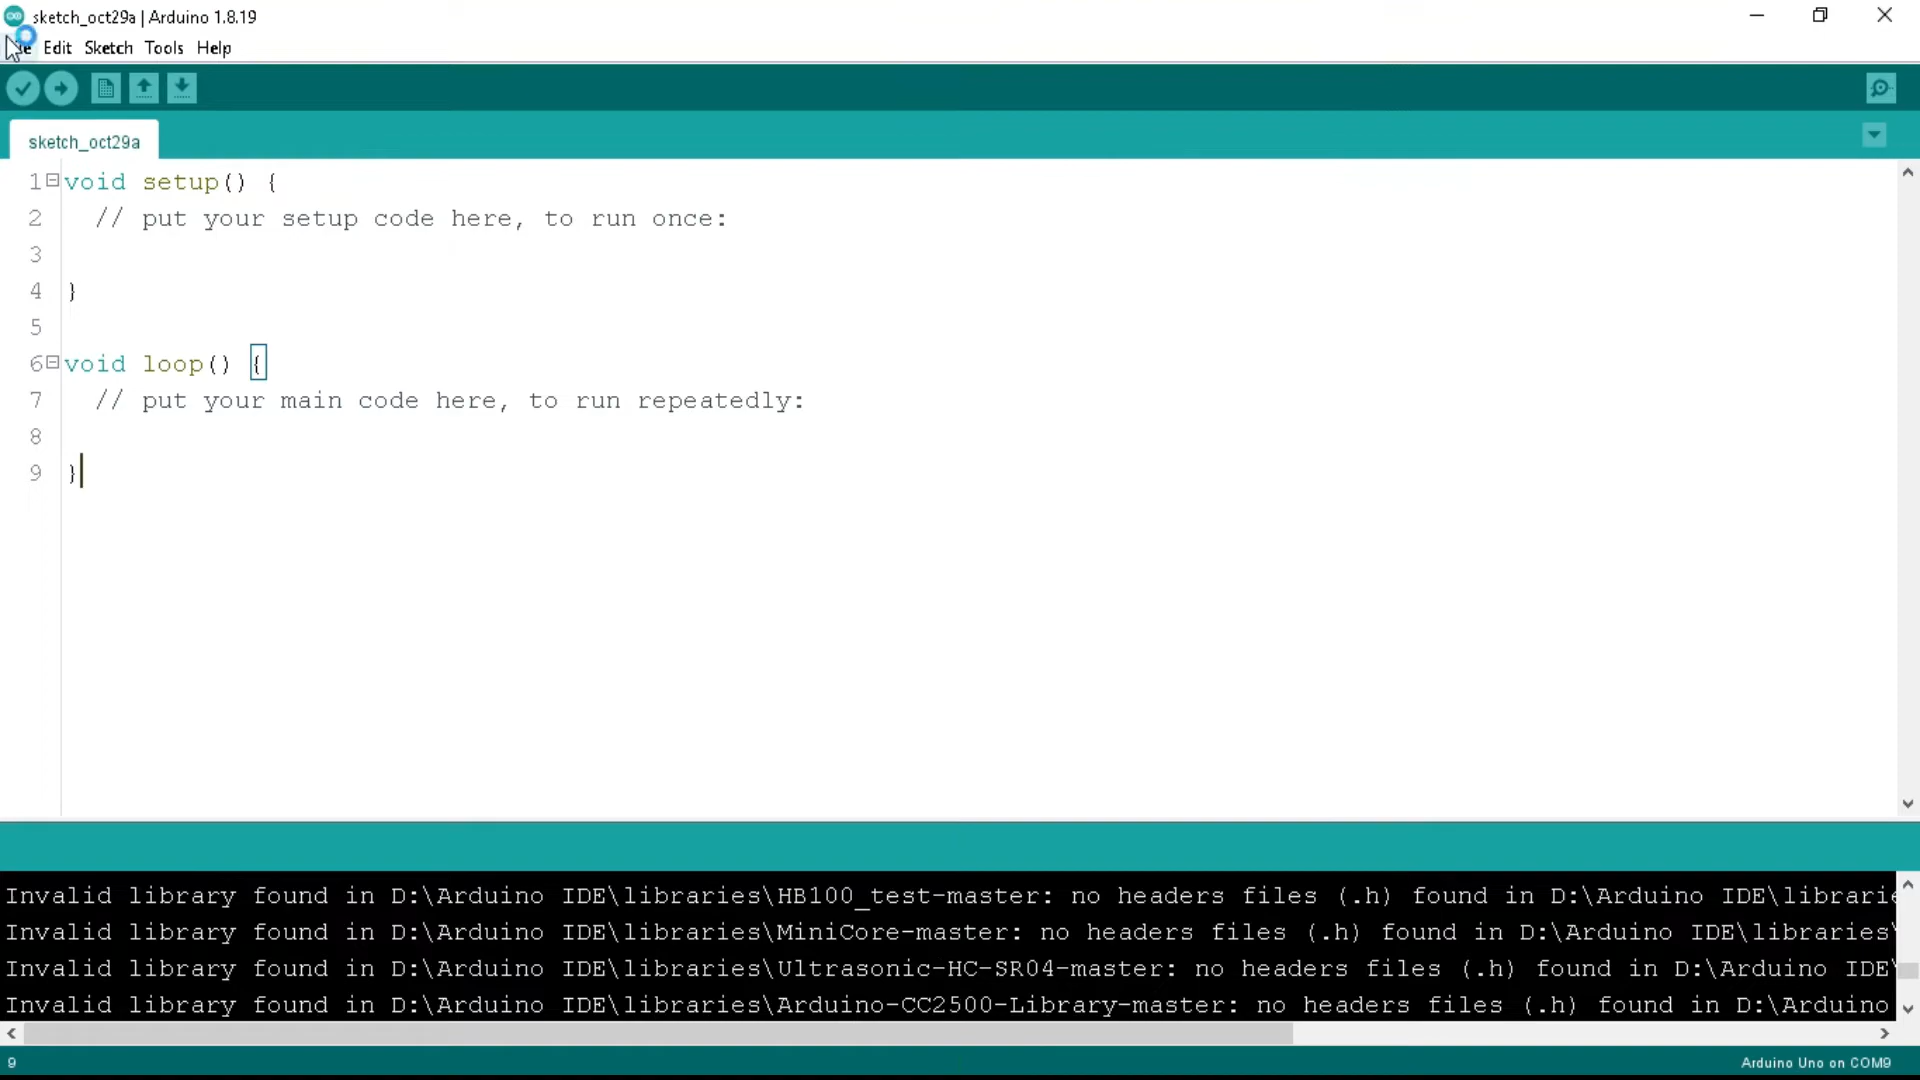 sketch_oct29a | Arduino 1.8.19
Edit Sketch Tools Help
sketch_oct29a
1 void setup() {
2 // put your setup code here, to run once:
3
4 }
5
6 void loop() {
7 // put your main code here, to run repeatedly:
8
9 }
Invalid library found in D:\Arduino IDE\libraries\HB100_test-master: no headers files (.h) found in D:\Arduino IDE\librarie
Invalid library found in D:\Arduino IDE\libraries\MiniCore-master: no headers files (.h) found in D:\Arduino IDE\libraries\
Invalid library found in D:\Arduino IDE\libraries\Ultrasonic-HC-SR04-master: no headers files (.h) found in D:\Arduino IDE\
Invalid library found in D:\Arduino IDE\libraries\Arduino-CC2500-Library-master: no headers files (.h) found in D:\Arduino
9 Arduino Uno on COM9